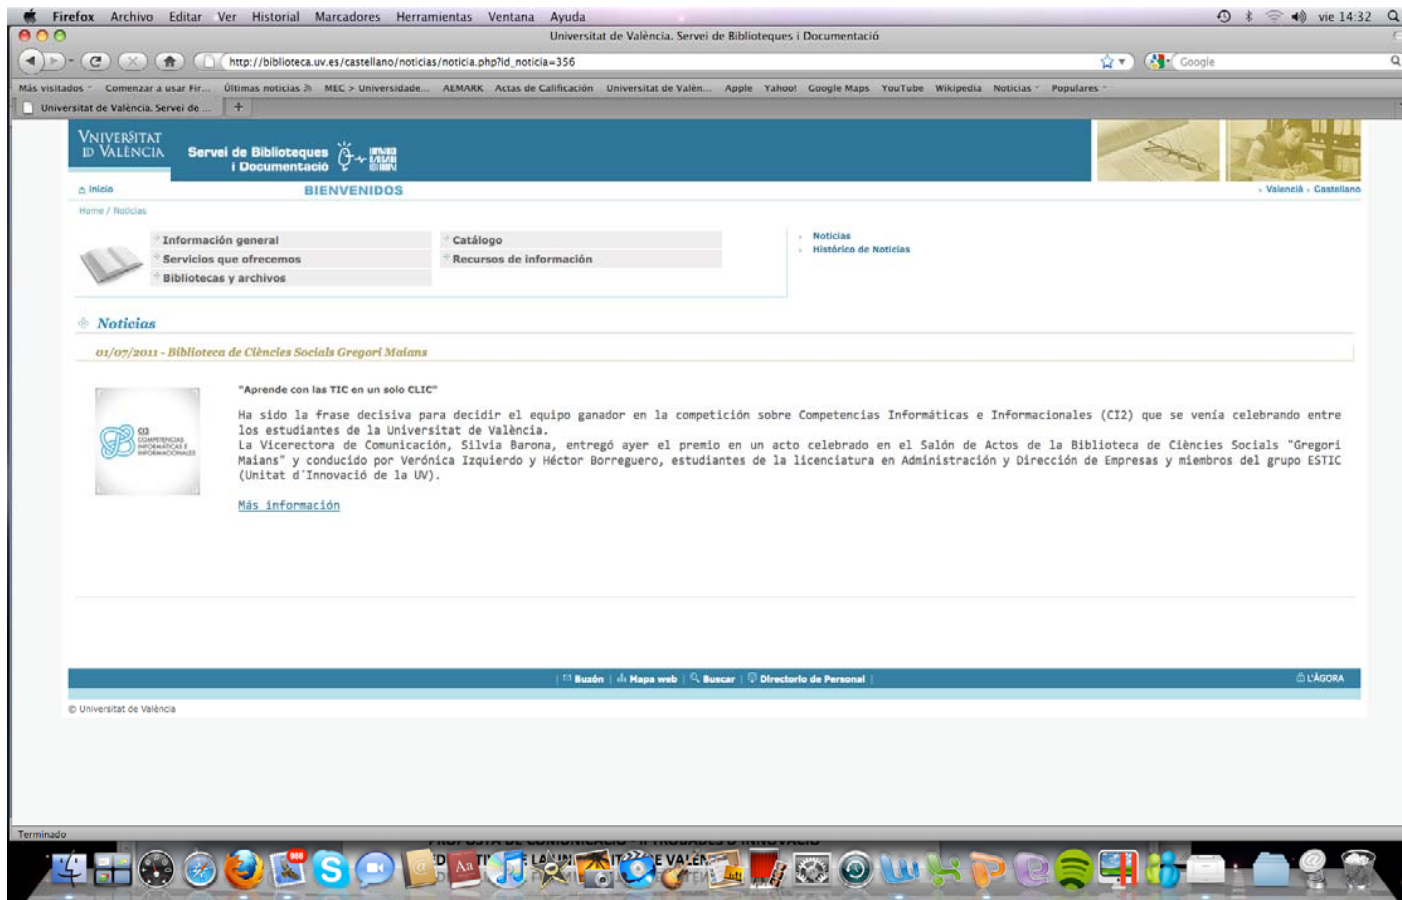 Firefox Archivo Editar Ver Historial Marcadores Herramientas Ventana Ayuda vie 14:32
Universitat de València. Servei de Biblioteques i Documentació
http://biblioteca.uv.es/castellano/noticias/noticia.php?id_noticia=356 Google
Más visitados Comenzar a usar Fir... Últimas noticias MEC > Universidade... AEMARK Actas de Calificación Universitat de Valèn... Apple Yahoo! Google Maps YouTube Wikipedia Noticias Populares
Universitat de València. Servei de ... +
VNIVERSITAT
ID VALÈNCIA
Servei de Biblioteques
i Documentació
Inicio BIENVENIDOS Valencià Castellano
Home / Noticias
Información general Catálogo
Servicios que ofrecemos Recursos de información
Bibliotecas y archivos
Noticias
Histórico de Noticias
Noticias
01/07/2011 - Biblioteca de Ciències Socials Gregori Maians
CI2
COMPETENCIAS
INFORMÁTICAS E
INFORMACIONALES
"Aprende con las TIC en un solo CLIC"
Ha sido la frase decisiva para decidir el equipo ganador en la competición sobre Competencias Informáticas e Informacionales (CI2) que se venía celebrando entre
los estudiantes de la Universitat de València.
La Vicerectora de Comunicación, Silvia Barona, entregó ayer el premio en un acto celebrado en el Salón de Actos de la Biblioteca de Ciències Socials "Gregori
Maians" y conducido por Verónica Izquierdo y Héctor Borreguero, estudiantes de la licenciatura en Administración y Dirección de Empresas y miembros del grupo ESTIC
(Unitat d'Innovació de la UV).
Más información
Buzón | Mapa web | Buscar | Directorio de Personal | L'ÀGORA
© Universitat de València
Terminado